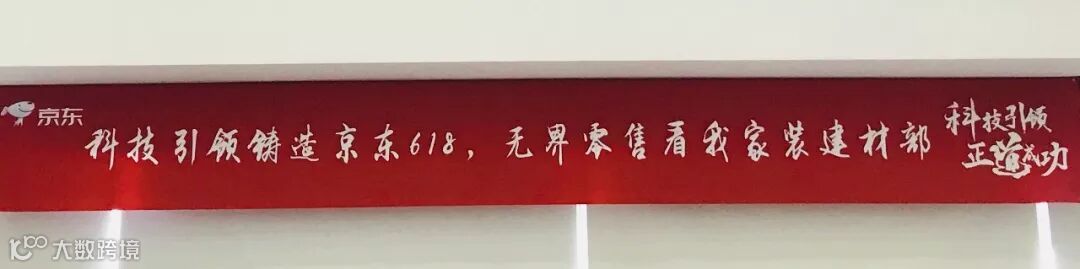 京东
科技引领铸造京东618，无界零售看我家装建材部
科技引领
正道成功
大数跨境